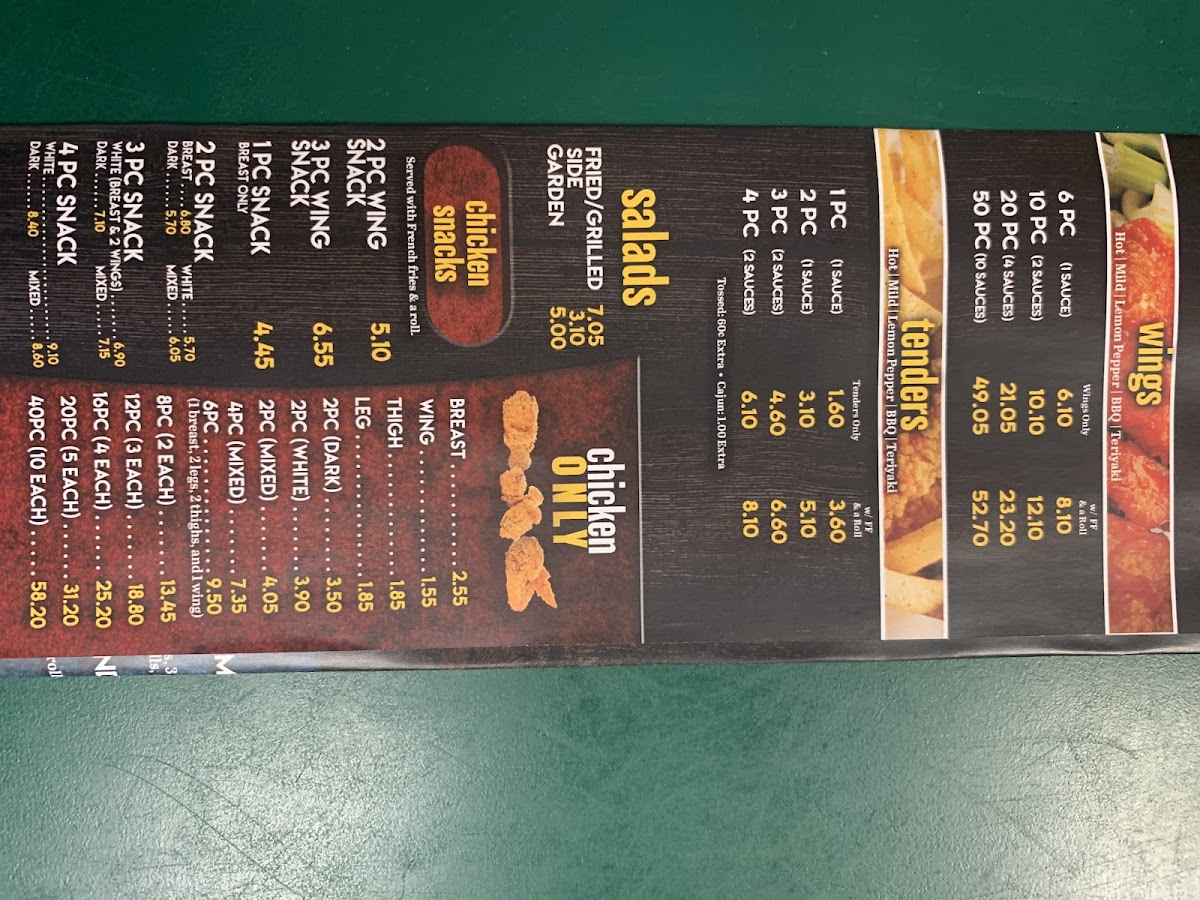 wings
Hot | Mild | Lemon Pepper | BBQ | Teriyaki
Wings Only w/ FF & a Roll
6 PC (1 SAUCE) 6.10 8.10
10 PC (2 SAUCES) 10.10 12.10
20 PC (4 SAUCES) 21.05 23.20
50 PC (10 SAUCES) 49.05 52.70
tenders
Hot | Mild | Lemon Pepper | BBQ | Teriyaki
Tenders Only w/ FF & a Roll
1 PC (1 SAUCE) 1.60 3.60
2 PC (1 SAUCE) 3.10 5.10
3 PC (2 SAUCES) 4.60 6.60
4 PC (2 SAUCES) 6.10 8.10
Tossed: 60¢ Extra • Cajun: 1.00 Extra
salads
FRIED/GRILLED 7.05
SIDE 3.10
GARDEN 5.00
chicken
snacks
Served with French fries & a roll.
2 PC WING
SNACK 5.10
3 PC WING
SNACK 6.55
1 PC SNACK
BREAST ONLY 4.45
2 PC SNACK
BREAST .... 6.80 WHITE ..... 5.70
DARK ...... 5.70 MIXED .... 6.05
3 PC SNACK
WHITE (BREAST & 2 WINGS) ....... 6.90
DARK ...... 7.10 MIXED .... 7.15
4 PC SNACK
WHITE ........................ 9.10
DARK ...... 8.40 MIXED ..... 8.60
chicken
ONLY
BREAST ............ 2.55
WING .............. 1.55
THIGH ............. 1.85
LEG ............... 1.85
2PC (DARK) ........ 3.50
2PC (WHITE) ....... 3.90
2PC (MIXED) ....... 4.05
4PC (MIXED) ....... 7.35
6PC ............... 9.50
(1 breast, 2 legs, 2 thighs, and 1 wing)
8PC (2 EACH) ...... 13.45
12PC (3 EACH) ..... 18.80
16PC (4 EACH) ..... 25.20
20PC (5 EACH) ..... 31.20
40PC (10 EACH) .... 58.20